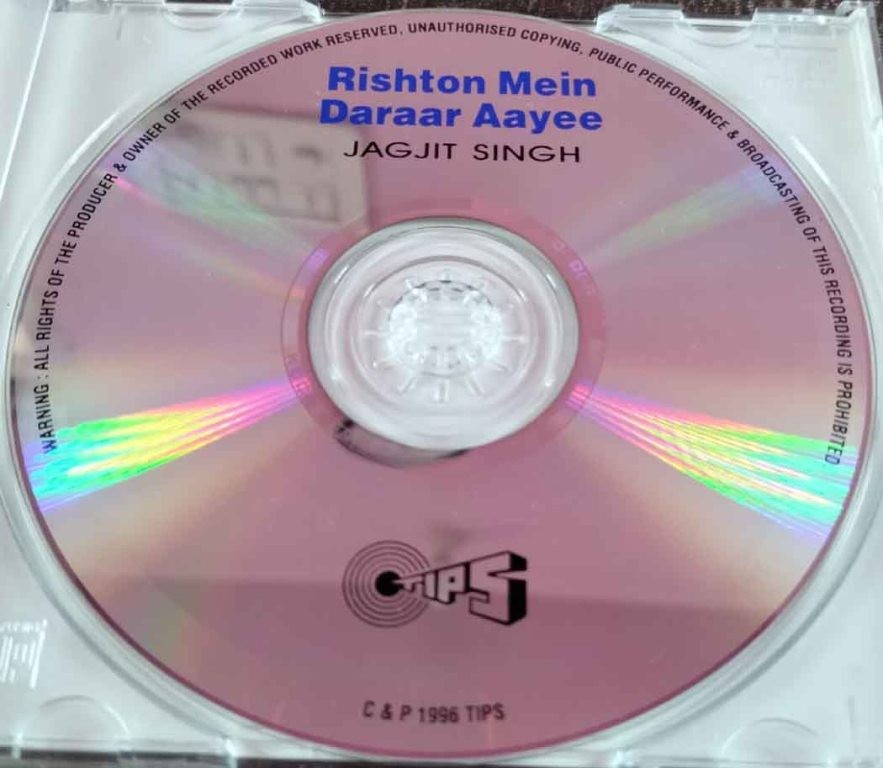 WARNING : ALL RIGHTS OF THE PRODUCER & OWNER OF THE RECORDED WORK RESERVED, UNAUTHORISED COPYING, PUBLIC PERFORMANCE & BROADCASTING OF THIS RECORDING IS PROHIBITED
Rishton Mein
Daraar Aayee
JAGJIT SINGH
TIPS
C & P 1996 TIPS